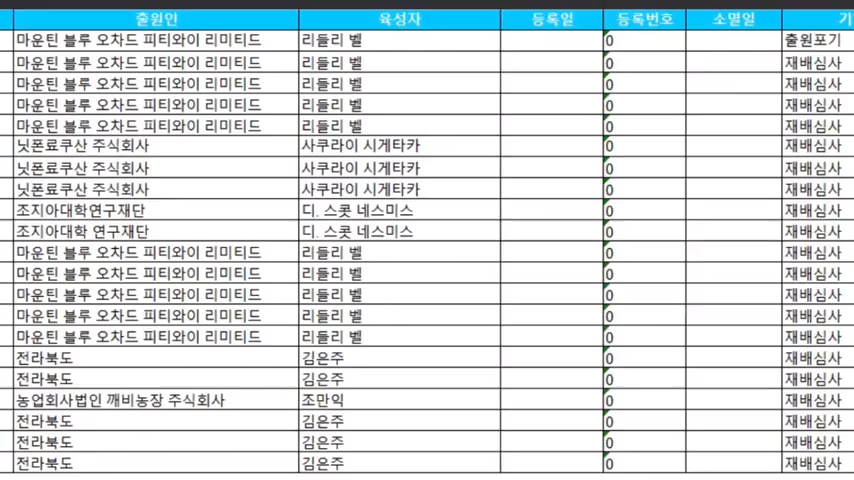 출원인 육성자 등록일 등록번호 소멸일 기
마운틴 블루 오차드 피티와이 리미티드 리들리 벨 0 출원포기
마운틴 블루 오차드 피티와이 리미티드 리들리 벨 0 재배심사
마운틴 블루 오차드 피티와이 리미티드 리들리 벨 0 재배심사
마운틴 블루 오차드 피티와이 리미티드 리들리 벨 0 재배심사
마운틴 블루 오차드 피티와이 리미티드 리들리 벨 0 재배심사
닛폰료쿠산 주식회사 사쿠라이 시게타카 0 재배심사
닛폰료쿠산 주식회사 사쿠라이 시게타카 0 재배심사
닛폰료쿠산 주식회사 사쿠라이 시게타카 0 재배심사
조지아대학연구재단 디. 스콧 네스미스 0 재배심사
조지아대학 연구재단 디. 스콧 네스미스 0 재배심사
마운틴 블루 오차드 피티와이 리미티드 리들리 벨 0 재배심사
마운틴 블루 오차드 피티와이 리미티드 리들리 벨 0 재배심사
마운틴 블루 오차드 피티와이 리미티드 리들리 벨 0 재배심사
마운틴 블루 오차드 피티와이 리미티드 리들리 벨 0 재배심사
마운틴 블루 오차드 피티와이 리미티드 리들리 벨 0 재배심사
전라북도 김은주 0 재배심사
전라북도 김은주 0 재배심사
농업회사법인 깨비농장 주식회사 조만익 0 재배심사
전라북도 김은주 0 재배심사
전라북도 김은주 0 재배심사
전라북도 김은주 0 재배심사